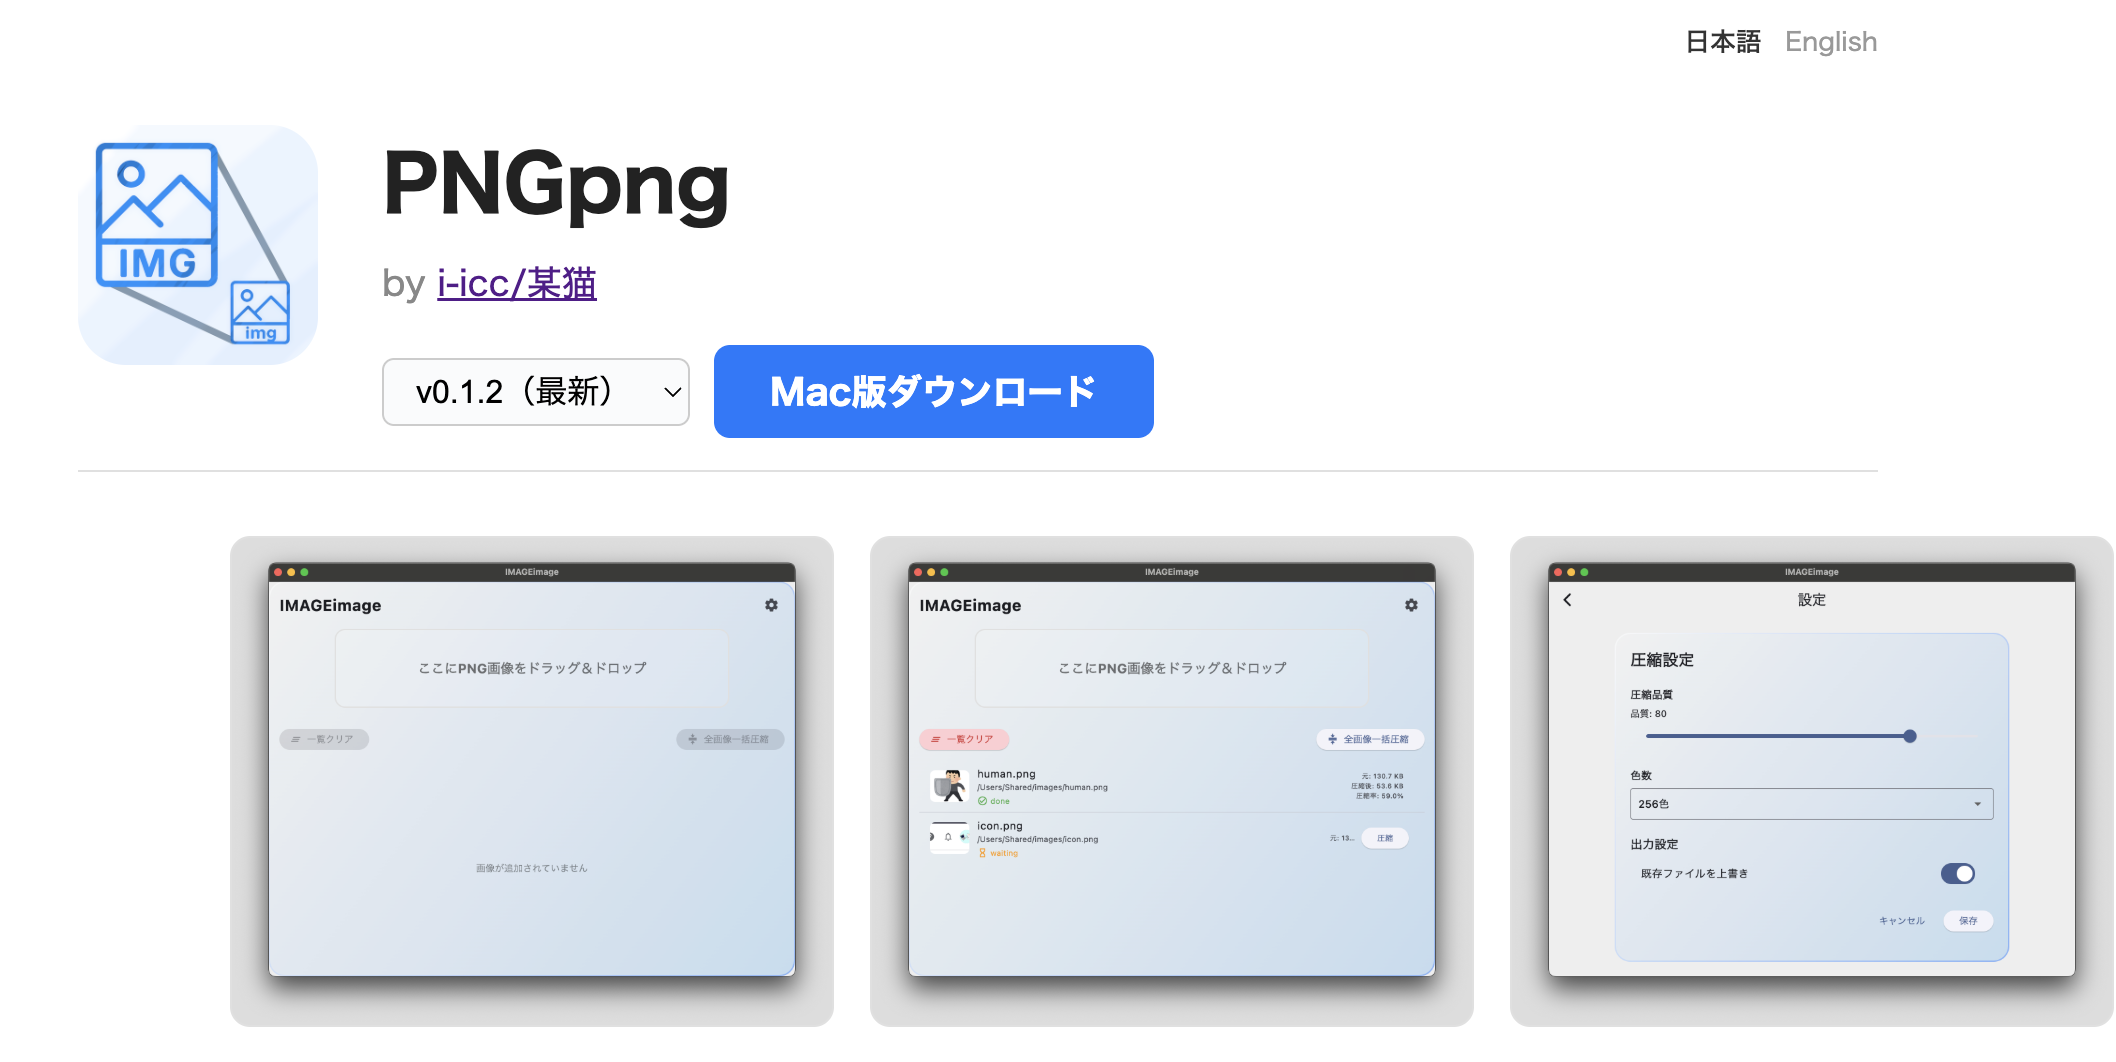 日本語 English
IMG
img
PNGpng
by i-icc/某猫
v0.1.2（最新）
Mac版ダウンロード
IMAGEimage
IMAGEimage
ここにPNG画像をドラッグ＆ドロップ
一覧クリア
全画像一括圧縮
画像が追加されていません
IMAGEimage
IMAGEimage
ここにPNG画像をドラッグ＆ドロップ
一覧クリア
全画像一括圧縮
human.png
/Users/Shared/images/human.png
done
元: 130.7 KB
圧縮後: 53.6 KB
圧縮率: 59.0%
icon.png
/Users/Shared/images/icon.png
waiting
元: 13...
圧縮
IMAGEimage
設定
圧縮設定
圧縮品質
品質: 80
色数
256色
出力設定
既存ファイルを上書き
キャンセル
保存